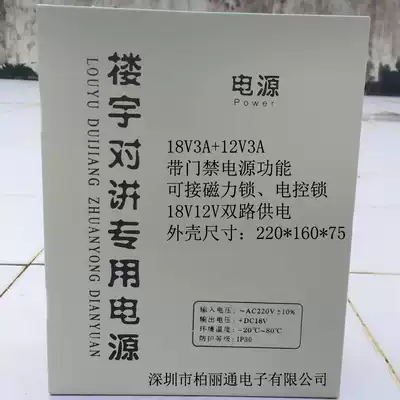 楼宇对讲专用电源
LOUYU DUIJIANG ZHUANYONG DIANYUAN
电源
Power
18V3A+12V3A
带门禁电源功能
可接磁力锁、电控锁
18V12V双路供电
外壳尺寸：220*160*75
输入电压：~AC220V±10%
输出电压：+DC18V
环境温度：-20℃~80℃
防护等级：IP30
深圳市柏丽通电子有限公司